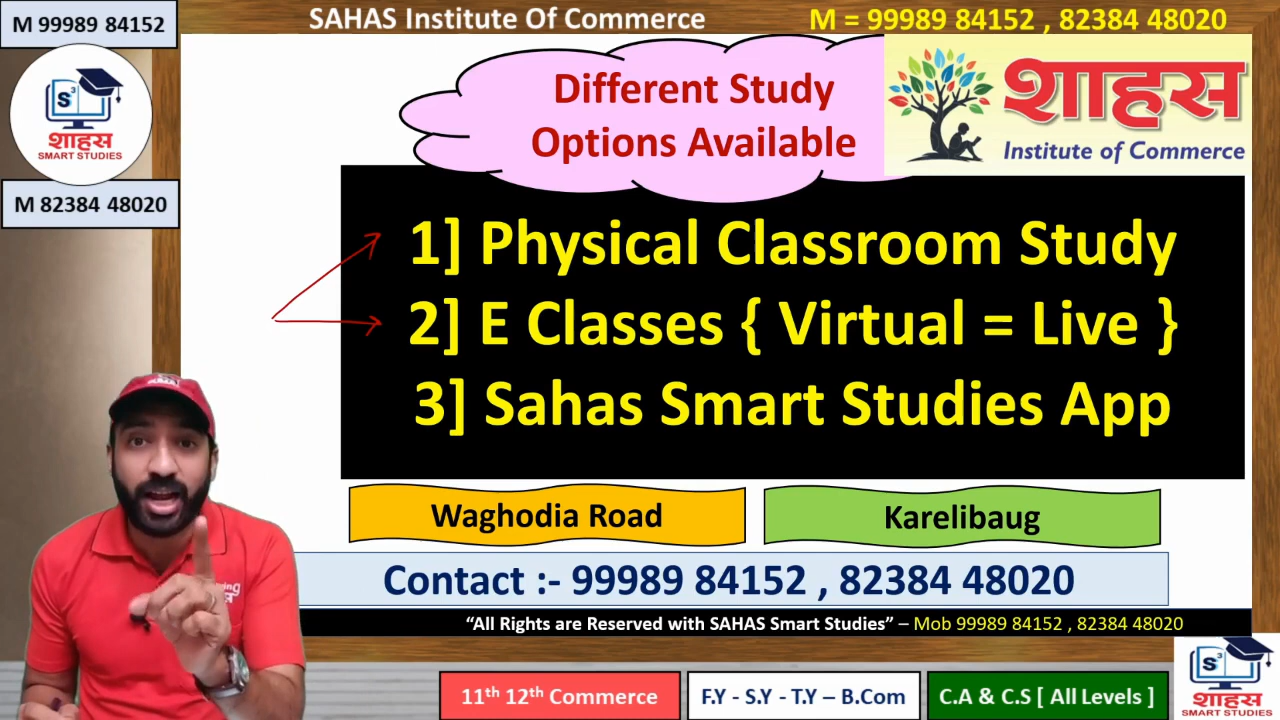 M 99989 84152
SAHAS Institute Of Commerce
M = 99989 84152 , 82384 48020
S³
शाहस
SMART STUDIES
M 82384 48020
Different Study
Options Available
शाहस
Institute of Commerce
1] Physical Classroom Study
2] E Classes { Virtual = Live }
3] Sahas Smart Studies App
Waghodia Road
Karelibaug
Contact :- 99989 84152 , 82384 48020
“All Rights are Reserved with SAHAS Smart Studies” – Mob 99989 84152 , 82384 48020
11th 12th Commerce
F.Y - S.Y - T.Y – B.Com
C.A & C.S [ All Levels ]
S³
शाहस
SMART STUDIES